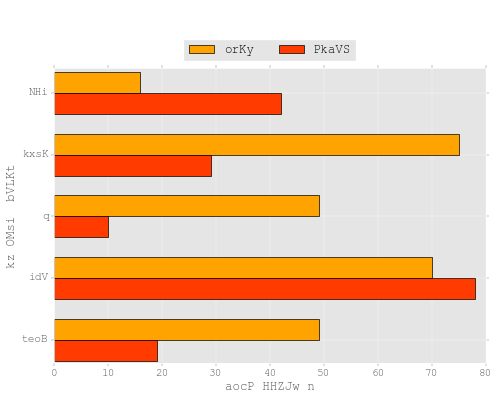 orKy PkaVS
NHi
kxsK
q
idV
teoB
kz OMsi bVLKt
0 10 20 30 40 50 60 70 80
aocP HHZJw n